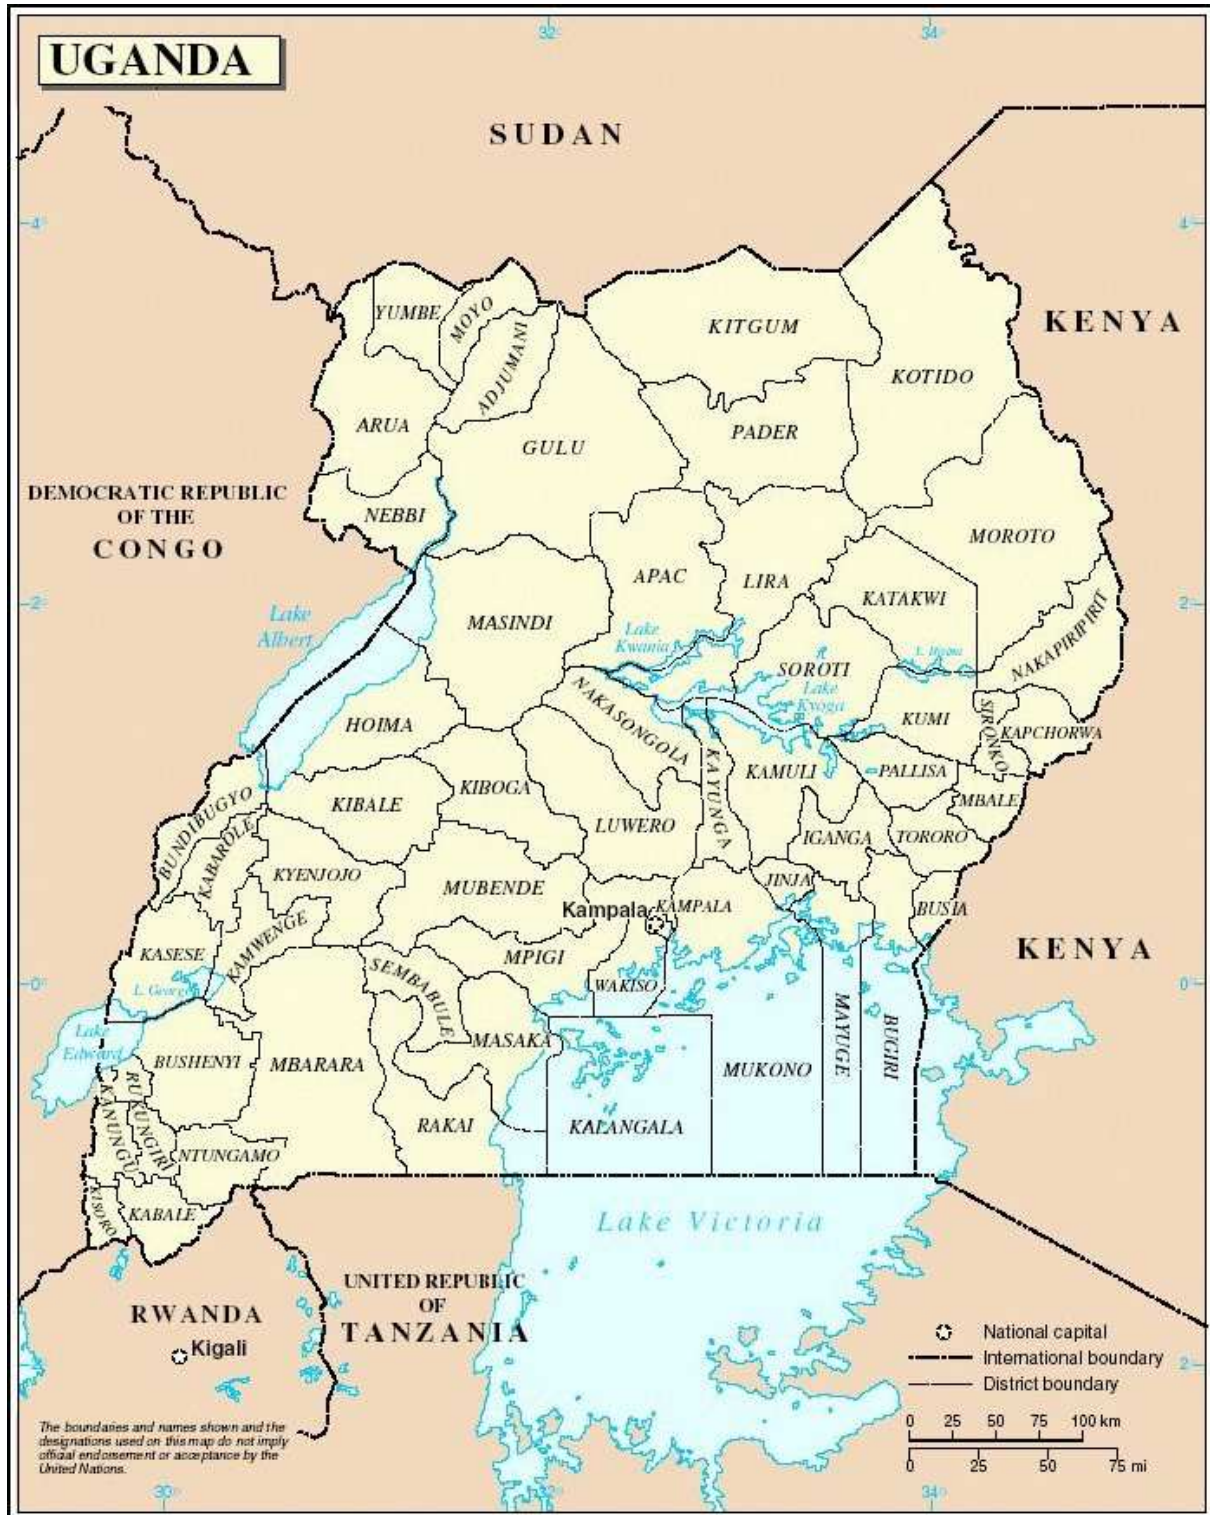 32°
34°
UGANDA
SUDAN
4°
4°
YUMBE
MOYO
ADJUMANI
KITGUM
KENYA
KOTIDO
ARUA
GULU
PADER
DEMOCRATIC REPUBLIC
OF THE
CONGO
NEBBI
MOROTO
APAC
LIRA
KATAKWI
2°
2°
Lake
Albert
MASINDI
Lake
Kwania
NAKAPIRIPIRIT
SOROTI
Lake
Kyoga
NAKASONGOLA
HOIMA
KUMI
SIRONKO
KAPCHORWA
KAYUNGA
KAMULI
PALLISA
KIBOGA
BUNDIBUGYO
KIBALE
MBALE
LUWERO
IGANGA
TORORO
KABAROLE
KYENJOJO
MUBENDE
JINJA
Kampala
KAMPALA
BUSIA
KAMWENGE
KASESE
MPIGI
SEMBABULE
KENYA
0°
0°
L. George
WAKISO
Lake
Edward
MASAKA
MAYUGE
BUGIRI
BUSHENYI
MBARARA
MUKONO
RUKUNGIRI
KANUNGU
RAKAI
KALANGALA
NTUNGAMO
KISORO
KABALE
Lake Victoria
UNITED REPUBLIC
OF
TANZANIA
RWANDA
Kigali
National capital
International boundary
District boundary
2°
0 25 50 75 100 km
0 25 50 75 mi
The boundaries and names shown and the
designations used on this map do not imply
official endorsement or acceptance by the
United Nations.
30°
32°
34°